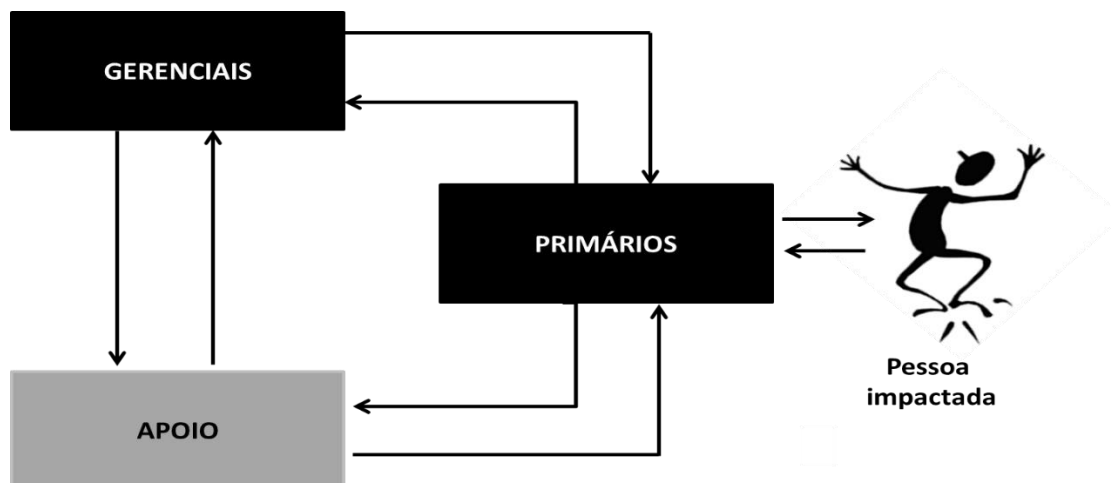 GERENCIAIS
PRIMÁRIOS
Pessoa
impactada
APOIO